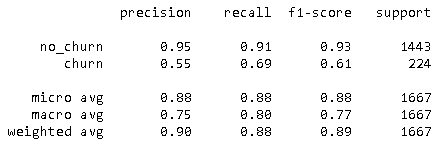 precision recall f1-score support
no_churn 0.95 0.91 0.93 1443
churn 0.55 0.69 0.61 224
micro avg 0.88 0.88 0.88 1667
macro avg 0.75 0.80 0.77 1667
weighted avg 0.90 0.88 0.89 1667